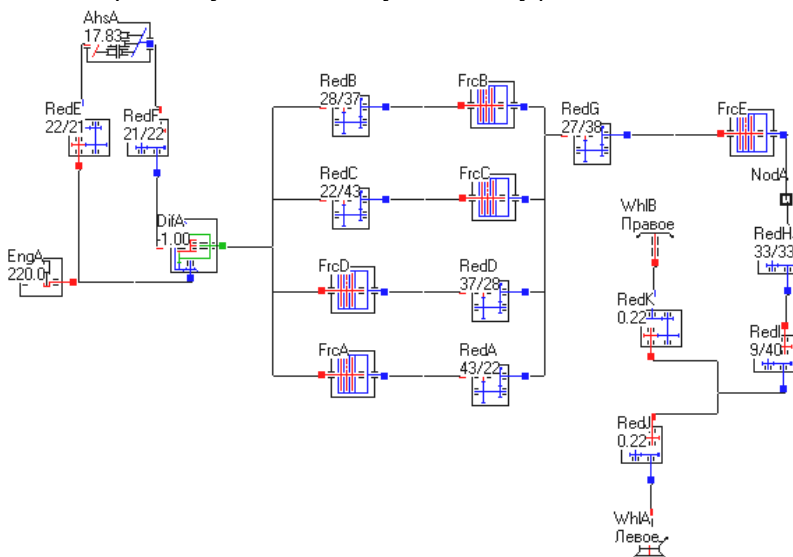 AhsA
17.83
RedE
22/21
RedF
21/22
RedB
28/37
FrcB
RedG
27/38
FrcE
RedC
22/43
FrcC
NodA
WhlB
Правое
DifA
-1.00
RedH
33/33
EngA
220.0
FrcD
RedD
37/28
RedK
0.22
FrcA
RedA
43/22
RedI
9/40
RedJ
0.22
WhlA
Левое